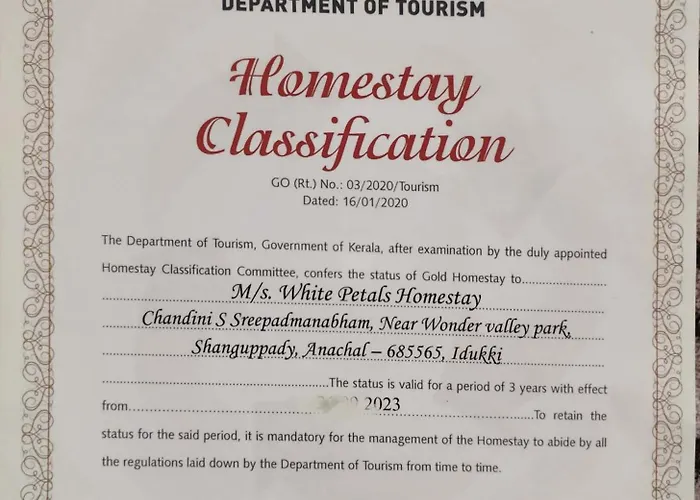 DEPARTMENT OF TOURISM
Homestay
Classification
GO (Rt.) No.: 03/2020/Tourism
Dated: 16/01/2020
The Department of Tourism, Government of Kerala, after examination by the duly appointed
Homestay Classification Committee, confers the status of Gold Homestay to
M/s. White Petals Homestay
Chandini S Sreepadmanabham, Near Wonder valley park,
Shanguppady, Anachal – 685565, Idukki
The status is valid for a period of 3 years with effect
from 2023 To retain the
status for the said period, it is mandatory for the management of the Homestay to abide by all
the regulations laid down by the Department of Tourism from time to time.